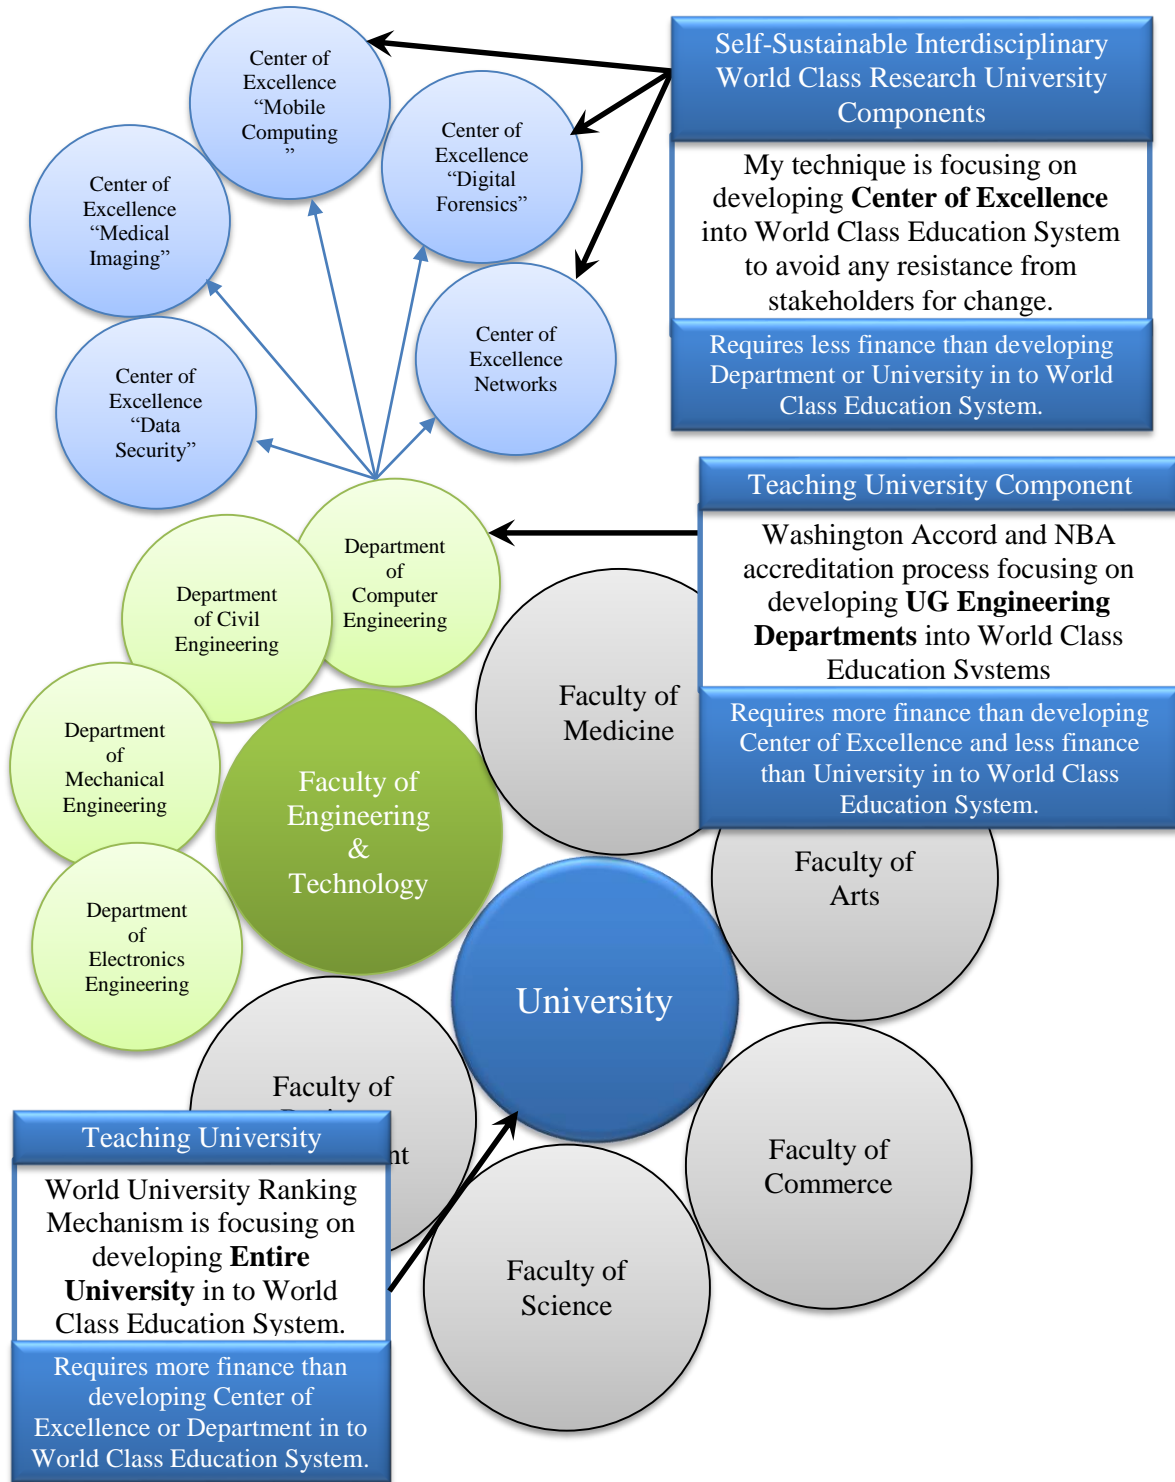 Center of
Excellence
“Mobile
Computing
”
Center of
Excellence
“Digital
Forensics”
Center of
Excellence
“Medical
Imaging”
Center of
Excellence
Networks
Center of
Excellence
“Data
Security”
Self-Sustainable Interdisciplinary
World Class Research University
Components
My technique is focusing on
developing Center of Excellence
into World Class Education System
to avoid any resistance from
stakeholders for change.
Requires less finance than developing
Department or University in to World
Class Education System.
Teaching University Component
Washington Accord and NBA
accreditation process focusing on
developing UG Engineering
Departments into World Class
Education Systems
Requires more finance than developing
Center of Excellence and less finance
than University in to World Class
Education System.
Department
of
Computer
Engineering
Department
of Civil
Engineering
Department
of
Mechanical
Engineering
Department
of
Electronics
Engineering
Faculty of
Engineering
&
Technology
Faculty of
Medicine
Faculty of
Arts
University
Faculty of
Commerce
Faculty of
Science
Faculty of
Teaching University
World University Ranking
Mechanism is focusing on
developing Entire
University in to World
Class Education System.
Requires more finance than
developing Center of
Excellence or Department in to
World Class Education System.